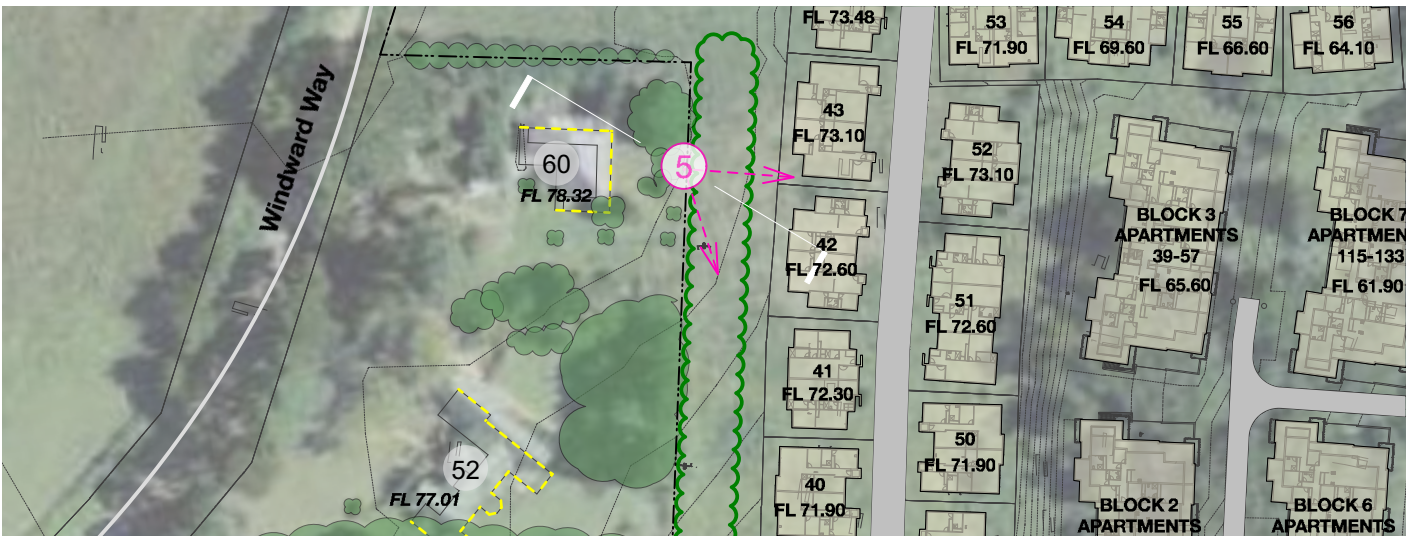 FL 73.48
53
FL 71.90
54
FL 69.60
55
FL 66.60
56
FL 64.10
Windward Way
43
FL 73.10
52
FL 73.10
60
FL 78.32
5
42
FL 72.60
BLOCK 3
APARTMENTS
39-57
FL 65.60
BLOCK 7
APARTMEN
115-133
FL 61.90
51
FL 72.60
41
FL 72.30
50
FL 71.90
52
FL 77.01
40
FL 71.90
BLOCK 2
APARTMENTS
BLOCK 6
APARTMENTS